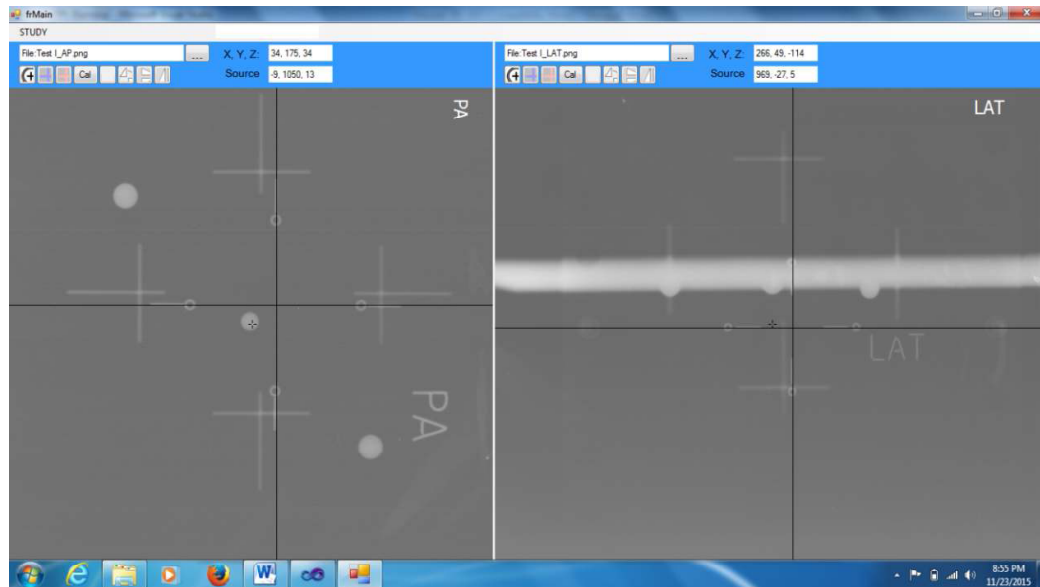 frMain
STUDY
File:Test I_AP.png
...
X, Y, Z:
34, 175, 34
Cal
Source
-9, 1050, 13
File:Test I_LAT.png
...
X, Y, Z:
266, 49, -114
Cal
Source
969, -27, 5
PA
LAT
LAT
PA
8:55 PM
11/23/2015